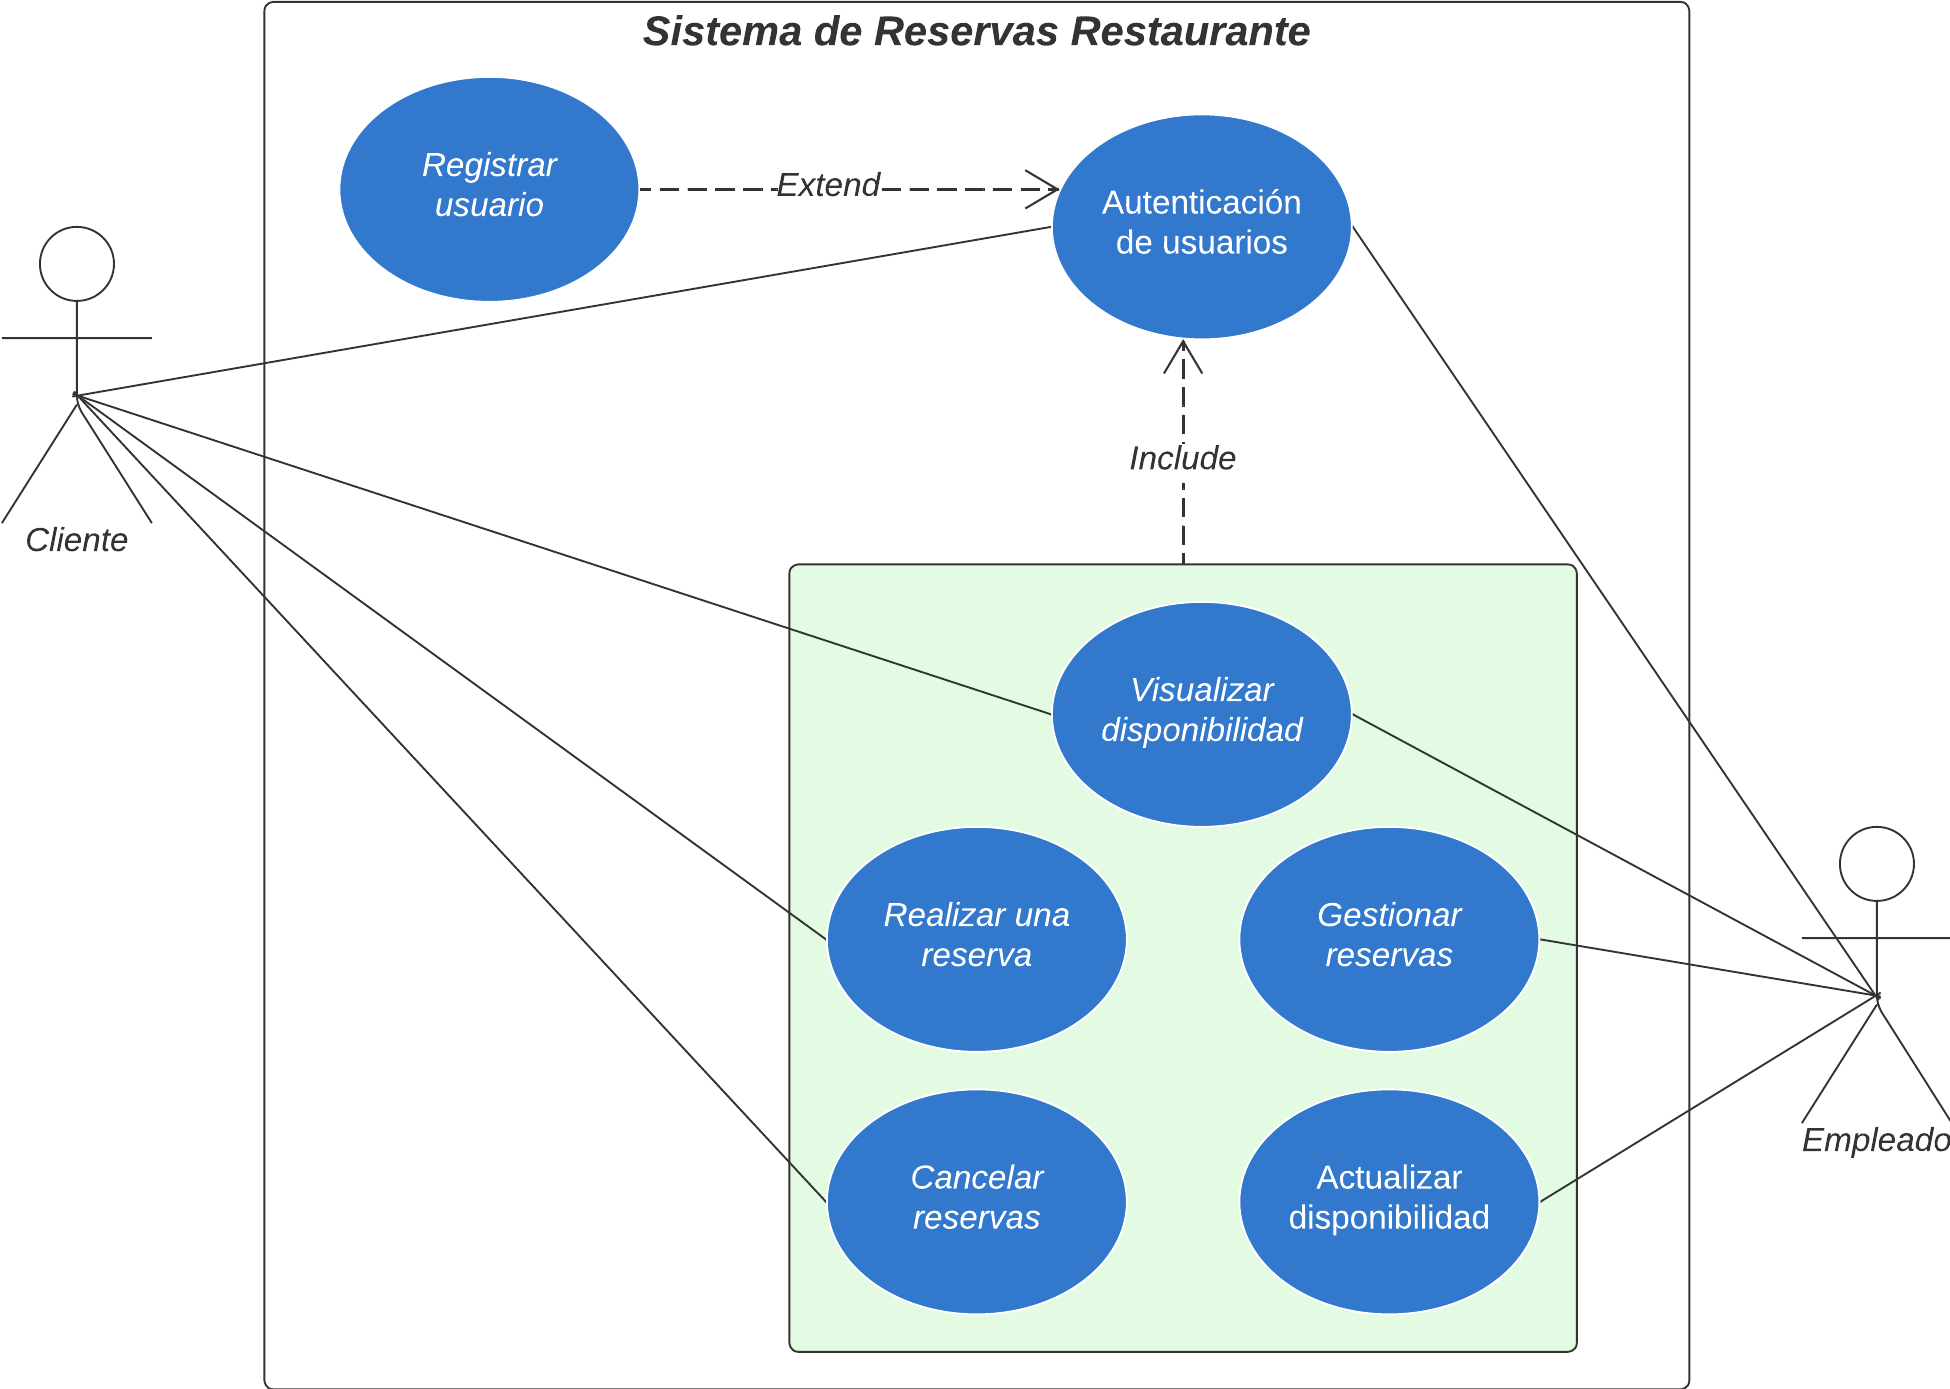 Sistema de Reservas Restaurante
Registrar
usuario
Extend
Autenticación
de usuarios
Cliente
Include
Visualizar
disponibilidad
Realizar una
reserva
Gestionar
reservas
Empleado
Cancelar
reservas
Actualizar
disponibilidad